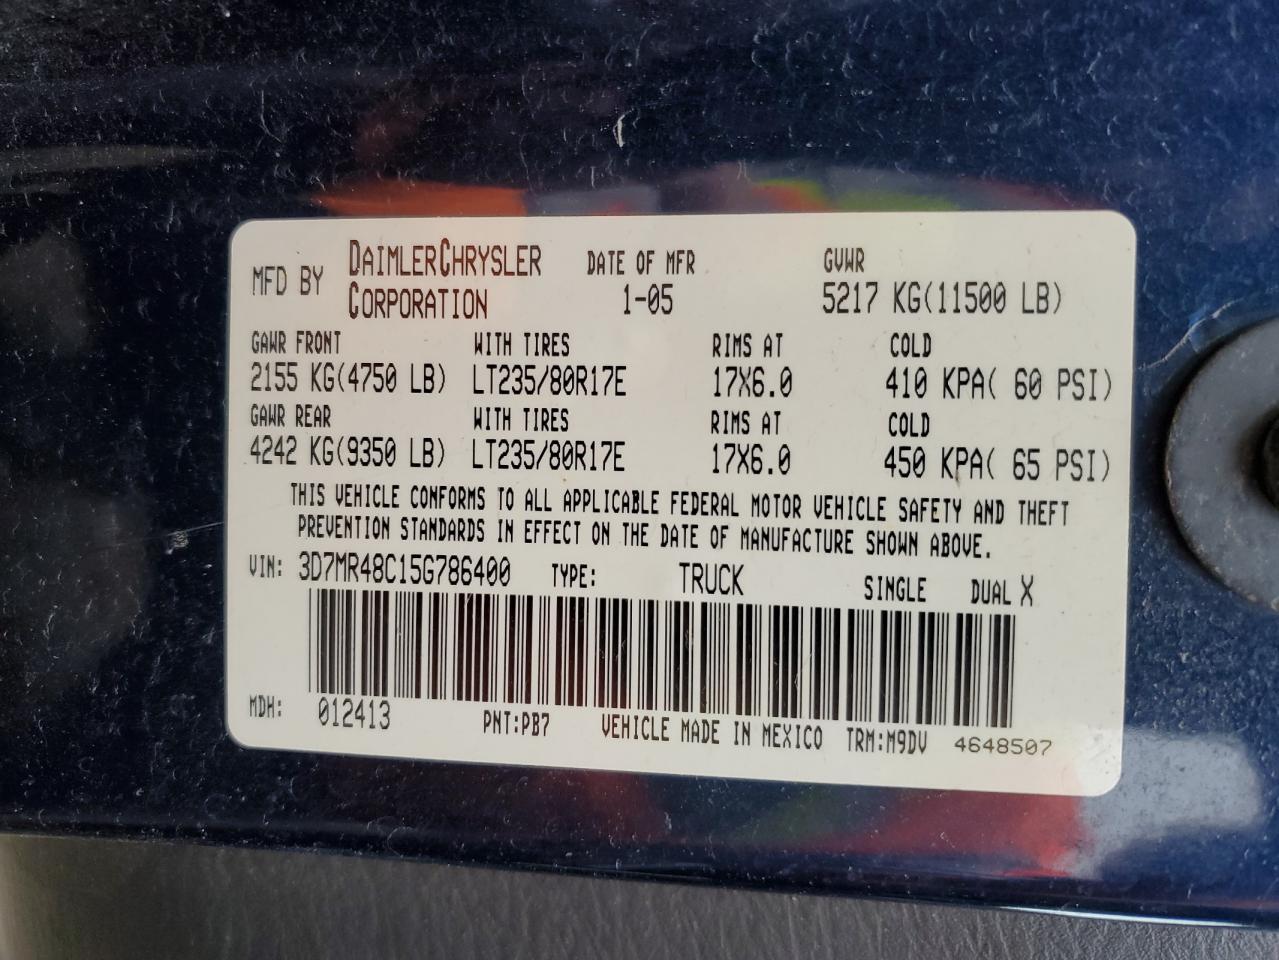 MFD BY DAIMLERCHRYSLER CORPORATION
DATE OF MFR 1-05
GVWR 5217 KG(11500 LB)
GAWR FRONT WITH TIRES RIMS AT COLD
2155 KG(4750 LB) LT235/80R17E 17X6.0 410 KPA( 60 PSI)
GAWR REAR WITH TIRES RIMS AT COLD
4242 KG(9350 LB) LT235/80R17E 17X6.0 450 KPA( 65 PSI)
THIS VEHICLE CONFORMS TO ALL APPLICABLE FEDERAL MOTOR VEHICLE SAFETY AND THEFT
PREVENTION STANDARDS IN EFFECT ON THE DATE OF MANUFACTURE SHOWN ABOVE.
VIN: 3D7MR48C15G786400 TYPE: TRUCK SINGLE DUAL X
MDH: 012413 PNT:PB7 VEHICLE MADE IN MEXICO TRM:M9DV 4648507